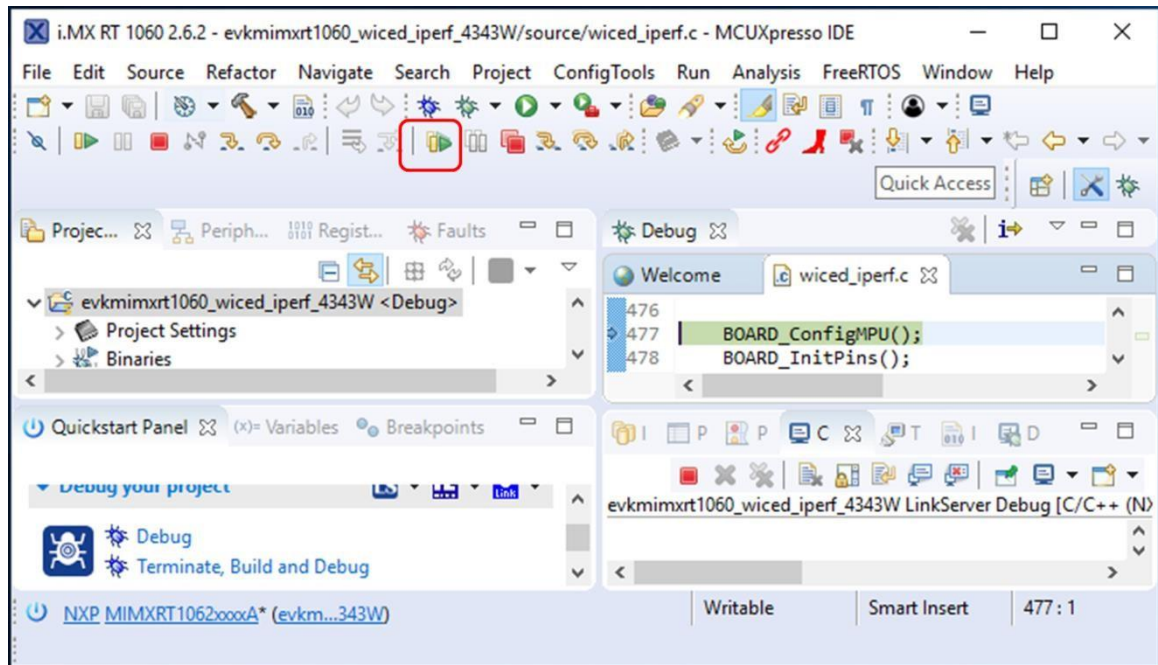 i.MX RT 1060 2.6.2 - evkmimxrt1060_wiced_iperf_4343W/source/wiced_iperf.c - MCUXpresso IDE
File Edit Source Refactor Navigate Search Project ConfigTools Run Analysis FreeRTOS Window Help
Quick Access
Projec... Periph... Regist... Faults
evkmimxrt1060_wiced_iperf_4343W <Debug>
Project Settings
Binaries
Debug
Welcome wiced_iperf.c
476
477 BOARD_ConfigMPU();
478 BOARD_InitPins();
Quickstart Panel (x)= Variables Breakpoints
Debug your project
Debug
Terminate, Build and Debug
I P P C T I D
evkmimxrt1060_wiced_iperf_4343W LinkServer Debug [C/C++ (N
NXP MIMXRT1062xxxxA* (evkm...343W)
Writable Smart Insert 477 : 1